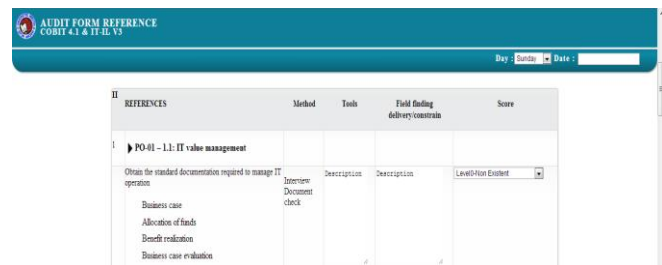 AUDIT FORM REFERENCE
COBIT 4.1 & IT-IL V3
Day : Sunday Date :
II
REFERENCES Method Tools Field finding delivery/constrain Score
1 PO-01 – 1.1: IT value management
Obtain the standard documentation required to manage IT operation
Interview Document check
Description Description Level0-Non Existent
Business case
Allocation of funds
Benefit realization
Business case evaluation